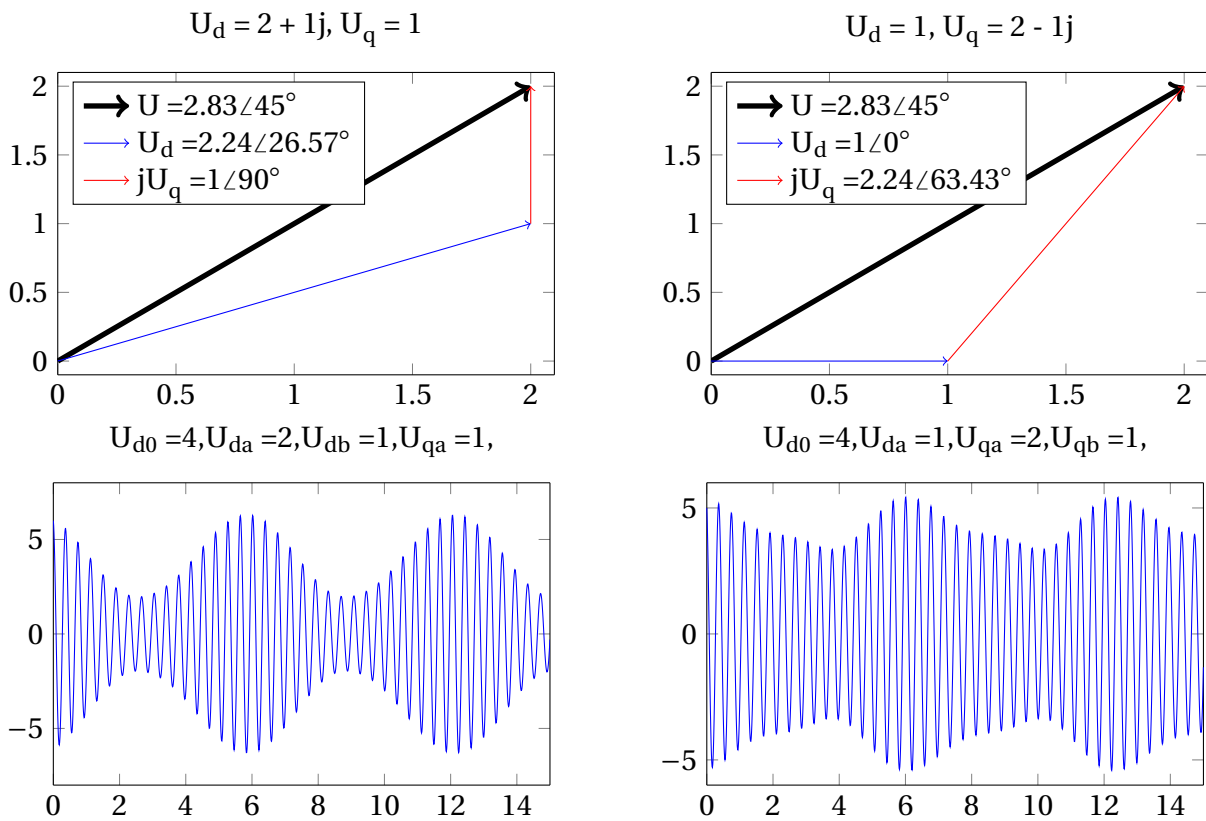 U_d = 2 + 1j, U_q = 1
U =2.83∠45°
U_d =2.24∠26.57°
jU_q =1∠90°
2
1.5
1
0.5
0
0 0.5 1 1.5 2
U_d = 1, U_q = 2 - 1j
U =2.83∠45°
U_d =1∠0°
jU_q =2.24∠63.43°
2
1.5
1
0.5
0
0 0.5 1 1.5 2
U_d0 =4,U_da =2,U_db =1,U_qa =1,
5
0
−5
0 2 4 6 8 10 12 14
U_d0 =4,U_da =1,U_qa =2,U_qb =1,
5
0
−5
0 2 4 6 8 10 12 14